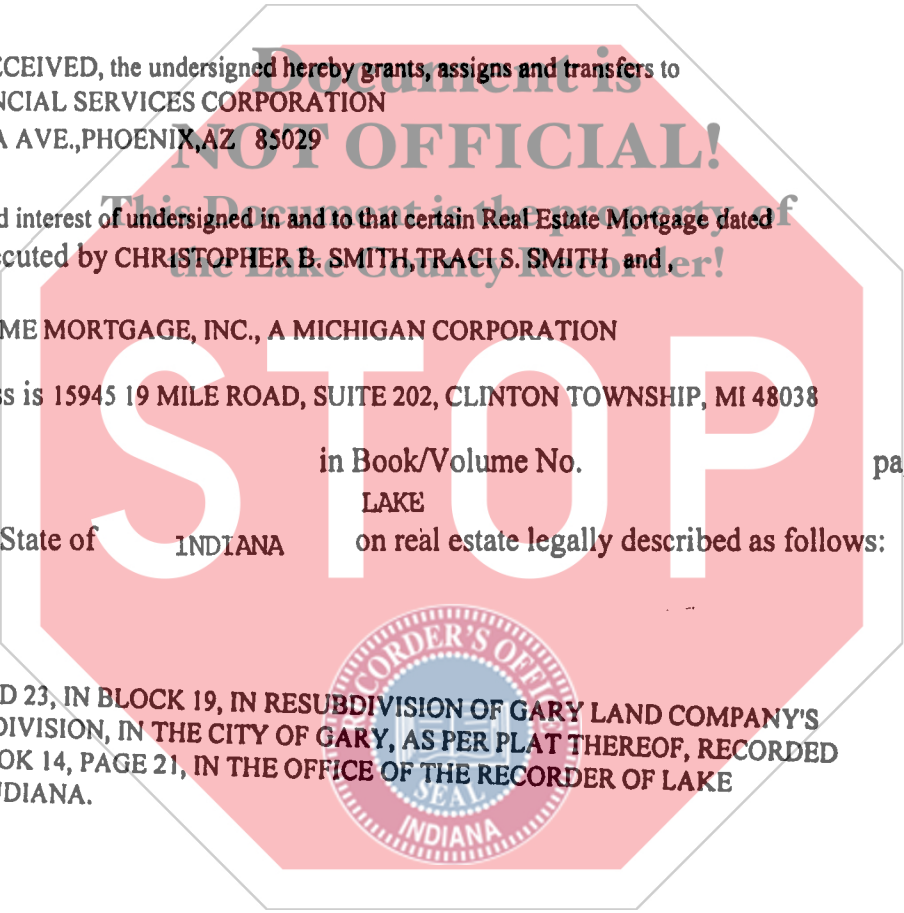 CEIVED, the undersigned hereby grants, assigns and transfers to
Document is
NCIAL SERVICES CORPORATION
A AVE.,PHOENIX,AZ 85029
NOT OFFICIAL!
d interest of undersigned in and to that certain Real Estate Mortgage dated
This Document is the property of
cuted by CHRISTOPHER B. SMITH,TRACI S. SMITH and ,
the Lake County Recorder!
ME MORTGAGE, INC., A MICHIGAN CORPORATION
ss is 15945 19 MILE ROAD, SUITE 202, CLINTON TOWNSHIP, MI 48038
STOP
in Book/Volume No. pa
LAKE
State of INDIANA on real estate legally described as follows:
RECORDER'S OFFICE
D 23, IN BLOCK 19, IN RESUBDIVISION OF GARY LAND COMPANY'S
DIVISION, IN THE CITY OF GARY, AS PER PLAT THEREOF, RECORDED
OK 14, PAGE 21, IN THE OFFICE OF THE RECORDER OF LAKE
NDIANA.
SEAL
INDIANA